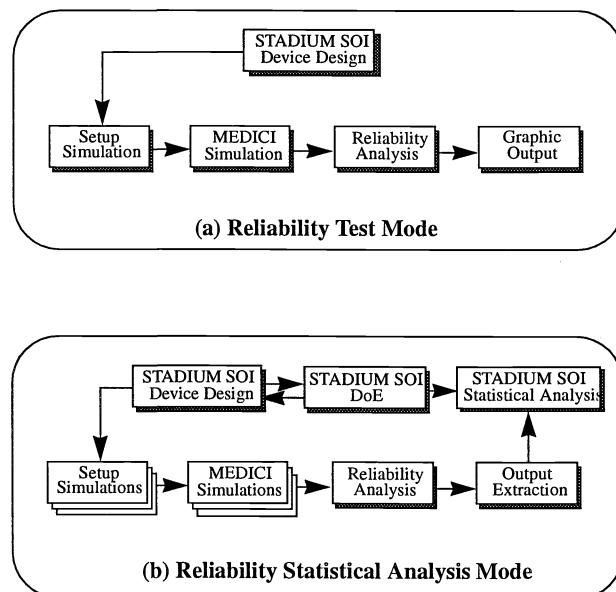 STADIUM SOI
Device Design
Setup
Simulation
MEDICI
Simulation
Reliability
Analysis
Graphic
Output
(a) Reliability Test Mode
STADIUM SOI
Device Design
STADIUM SOI
DoE
STADIUM SOI
Statistical Analysis
Setup
Simulations
MEDICI
Simulations
Reliability
Analysis
Output
Extraction
(b) Reliability Statistical Analysis Mode